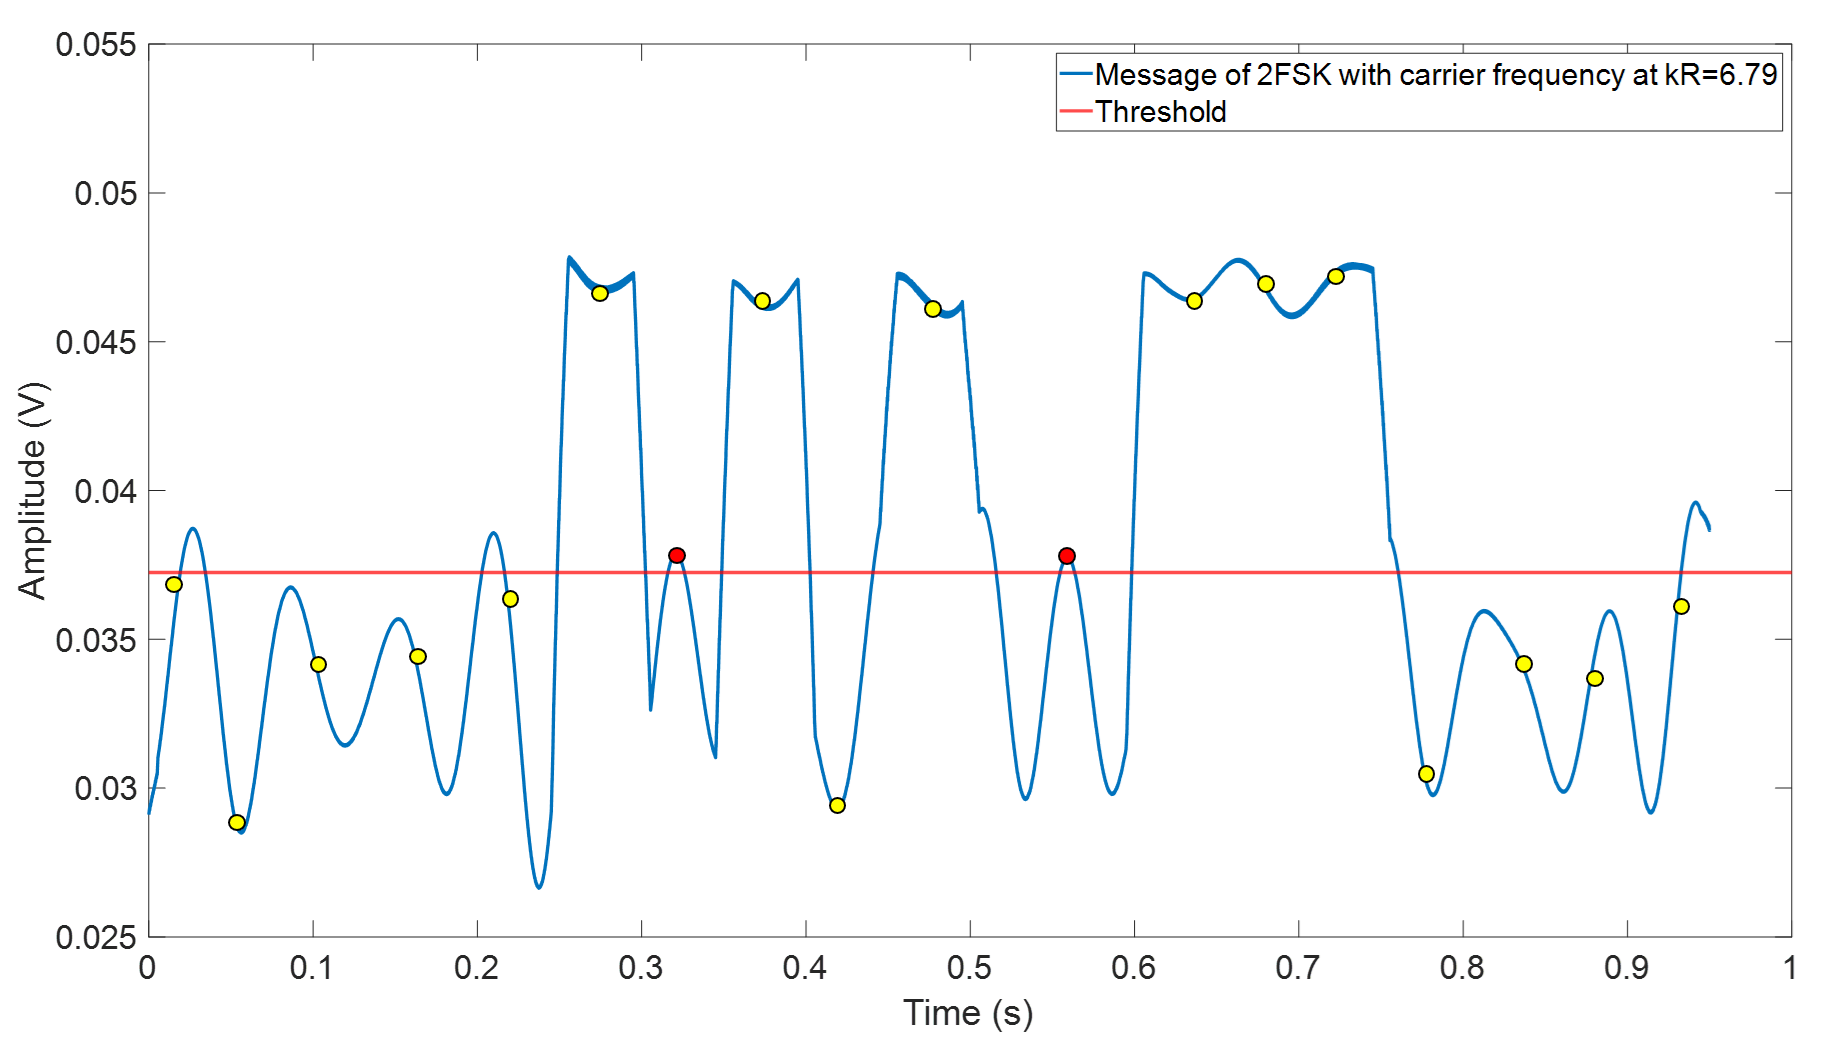 Message of 2FSK with carrier frequency at kR=6.79
Threshold
0.055
0.05
0.045
0.04
0.035
0.03
0.025
Amplitude (V)
0 0.1 0.2 0.3 0.4 0.5 0.6 0.7 0.8 0.9 1
Time (s)